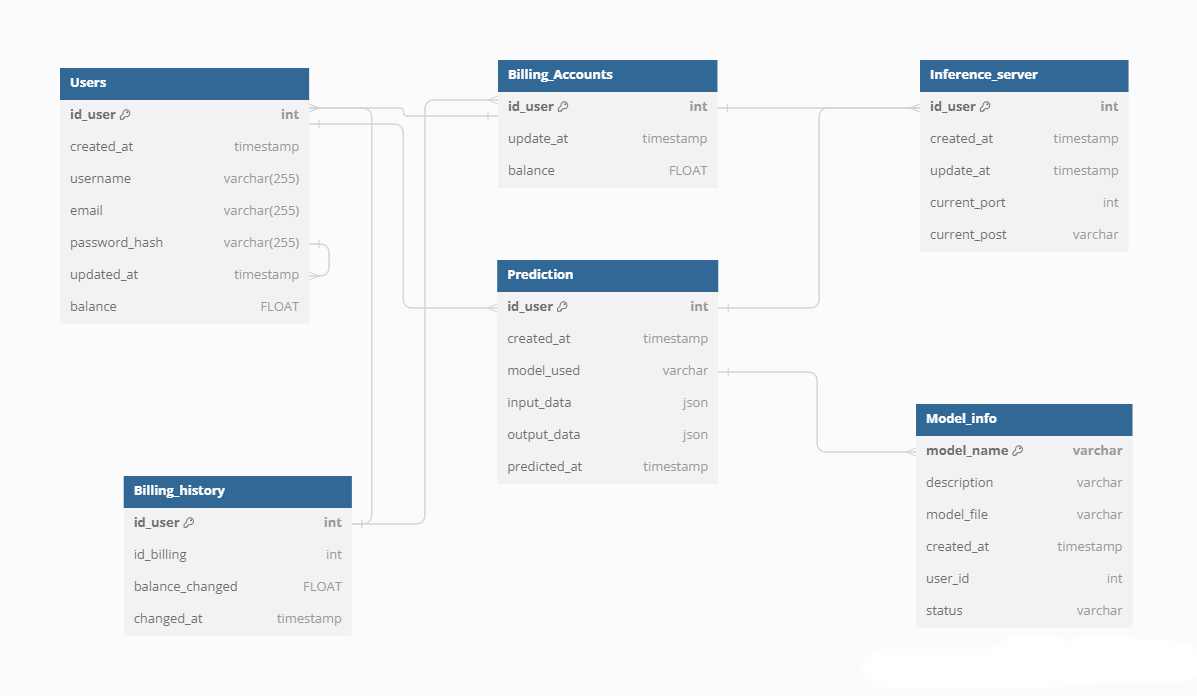 Users
id_user int
created_at timestamp
username varchar(255)
email varchar(255)
password_hash varchar(255)
updated_at timestamp
balance FLOAT
Billing_Accounts
id_user int
update_at timestamp
balance FLOAT
Inference_server
id_user int
created_at timestamp
update_at timestamp
current_port int
current_post varchar
Prediction
id_user int
created_at timestamp
model_used varchar
input_data json
output_data json
predicted_at timestamp
Model_info
model_name varchar
description varchar
model_file varchar
created_at timestamp
user_id int
status varchar
Billing_history
id_user int
id_billing int
balance_changed FLOAT
changed_at timestamp